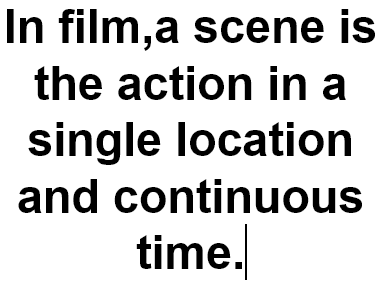 In film,a scene is
the action in a
single location
and continuous
time.